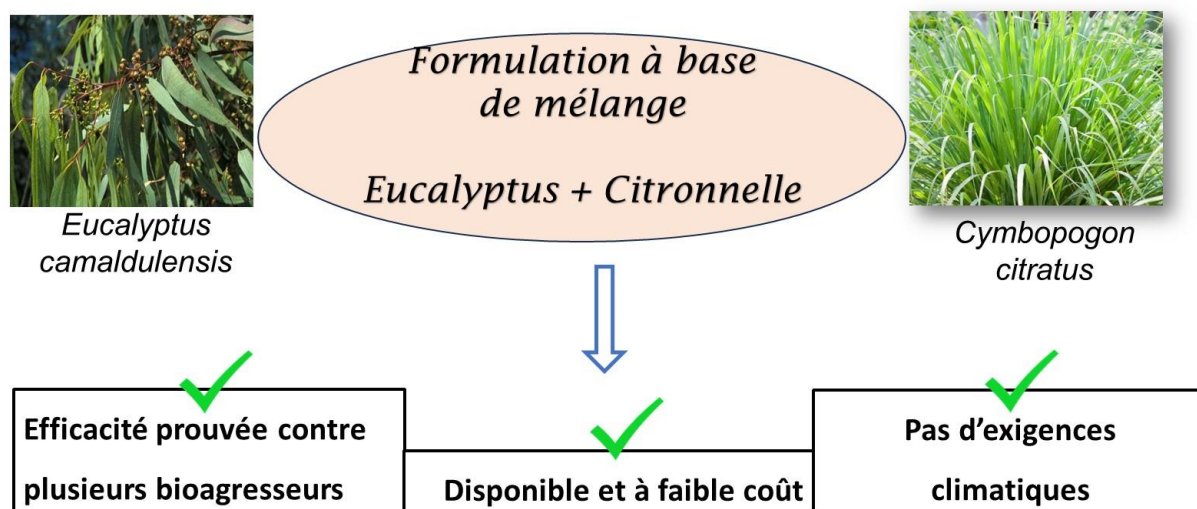 Formulation à base
de mélange
Eucalyptus + Citronnelle
Eucalyptus
camaldulensis
Cymbopogon
citratus
Efficacité prouvée contre
plusieurs bioagresseurs
Disponible et à faible coût
Pas d’exigences
climatiques